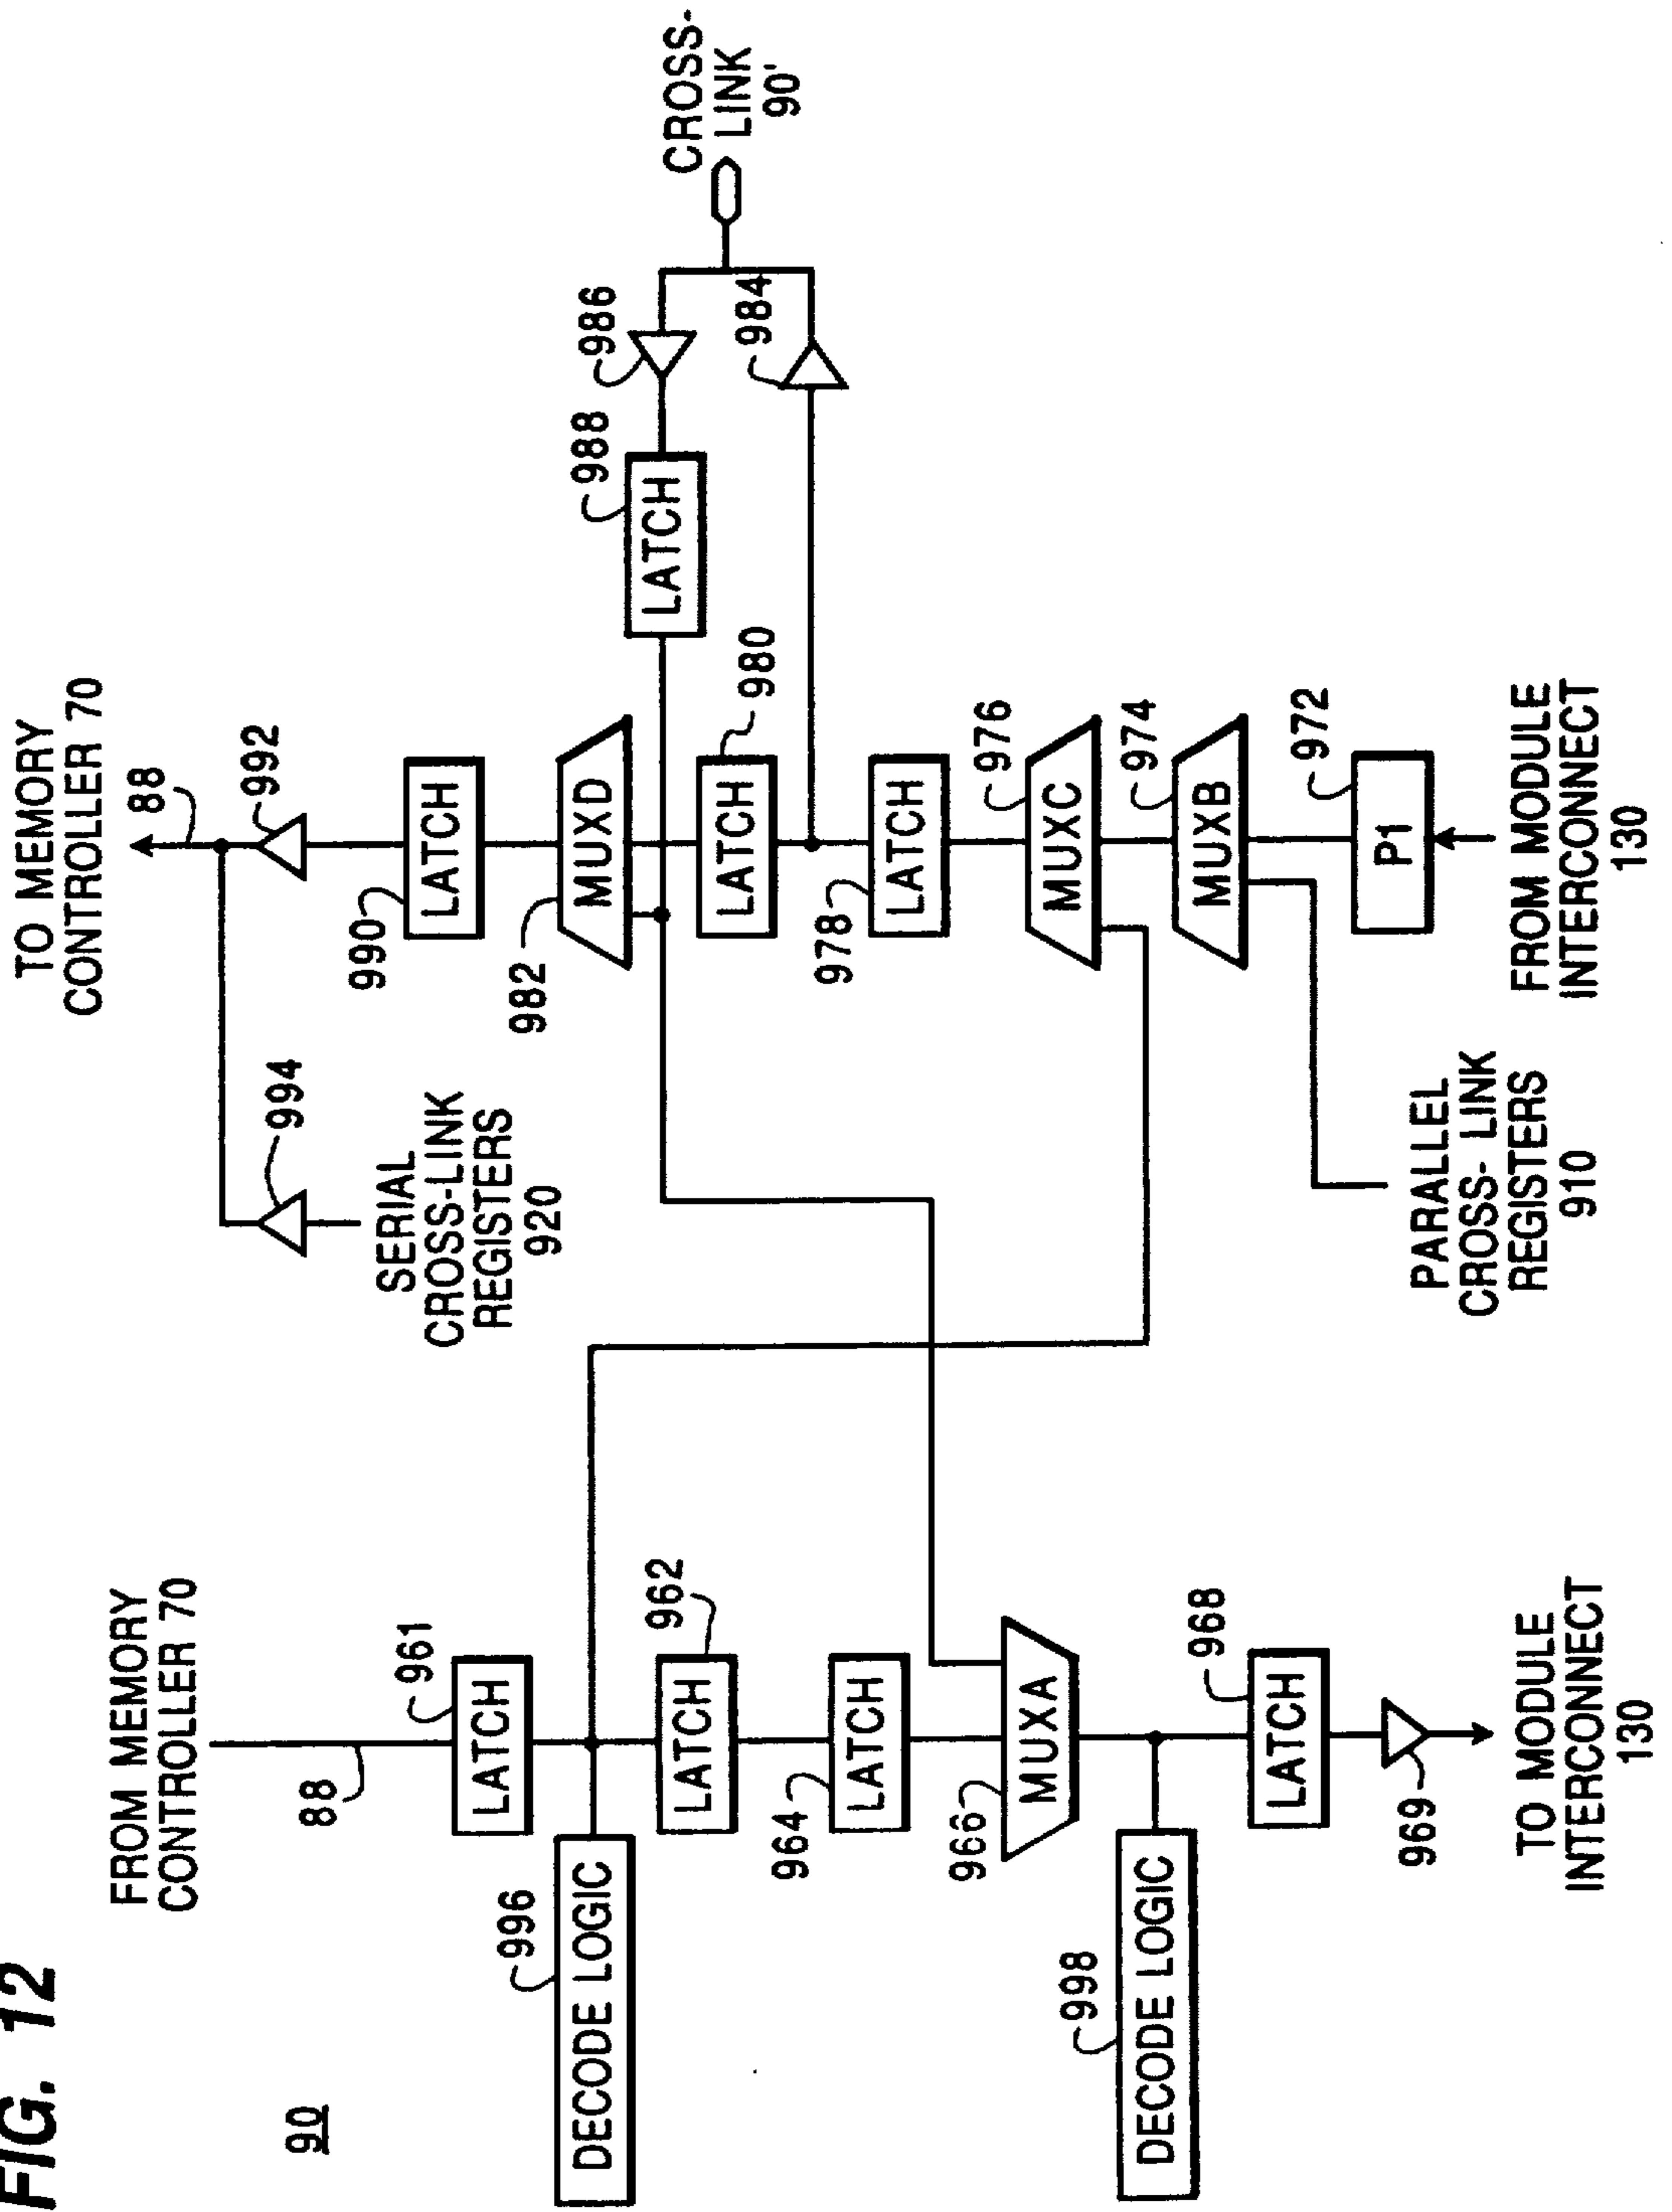 FIG. 12
90
FROM MEMORY
CONTROLLER 70
88
LATCH
961
DECODE LOGIC
996
LATCH
962
LATCH
964
MUXA
966
DECODE LOGIC
998
LATCH
968
969
TO MODULE
INTERCONNECT
130
TO MEMORY
CONTROLLER 70
88
992
994
SERIAL
CROSS-LINK
REGISTERS
920
LATCH
990
MUXD
982
LATCH
980
LATCH
988
986
984
CROSS-
LINK
90'
LATCH
978
MUXC
976
MUXB
974
P1
972
PARALLEL
CROSS- LINK
REGISTERS
910
FROM MODULE
INTERCONNECT
130